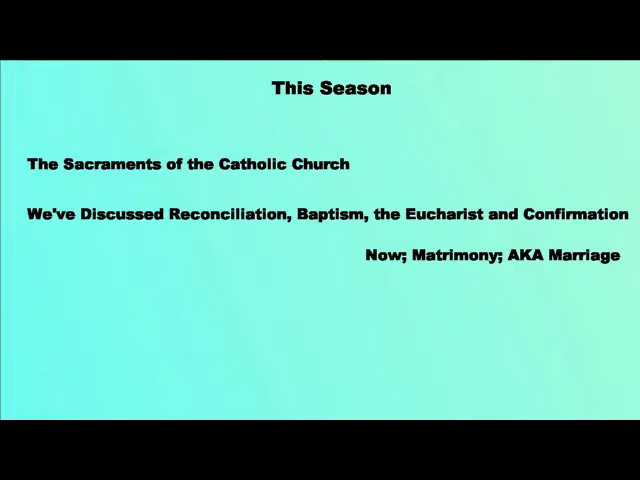 This Season
The Sacraments of the Catholic Church
We've Discussed Reconciliation, Baptism, the Eucharist and Confirmation
Now; Matrimony; AKA Marriage